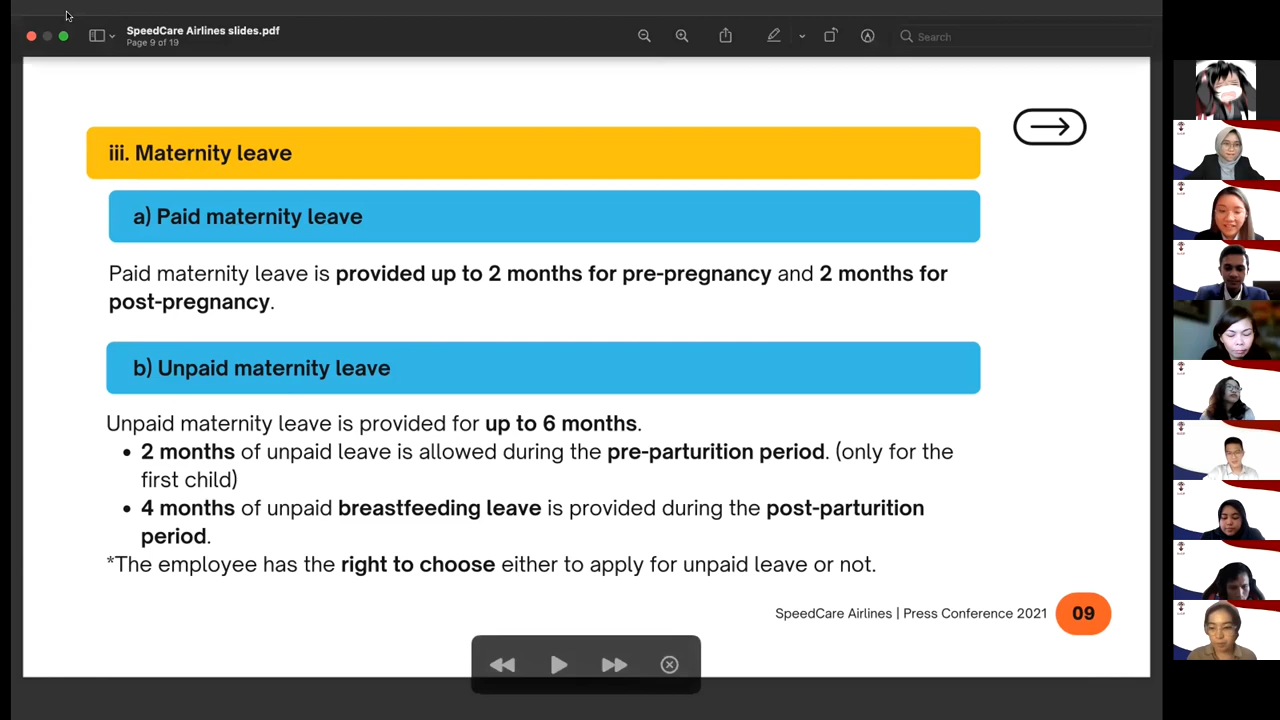 SpeedCare Airlines slides.pdf
Page 9 of 19
Search
iii. Maternity leave
a) Paid maternity leave
Paid maternity leave is provided up to 2 months for pre-pregnancy and 2 months for
post-pregnancy.
b) Unpaid maternity leave
Unpaid maternity leave is provided for up to 6 months.
• 2 months of unpaid leave is allowed during the pre-parturition period. (only for the
first child)
• 4 months of unpaid breastfeeding leave is provided during the post-parturition
period.
*The employee has the right to choose either to apply for unpaid leave or not.
SpeedCare Airlines | Press Conference 2021
09